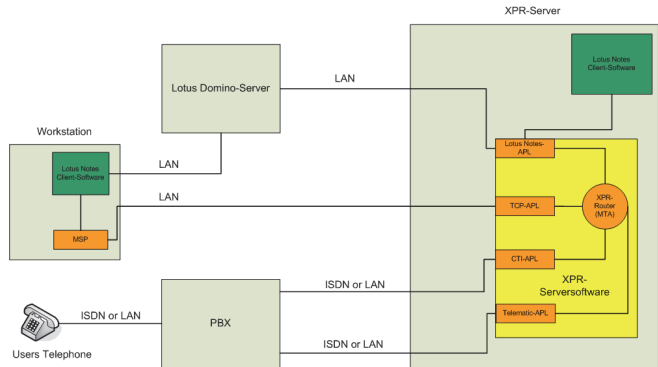 XPR-Server
Lotus Notes
Client-Software
Lotus Domino-Server
LAN
Workstation
Lotus Notes-
APL
LAN
Lotus Notes
Client-Software
LAN
TCP-APL
XPR-
Router
(MTA)
MSP
CTI-APL
XPR-
Serversoftware
ISDN or LAN
ISDN or LAN
PBX
Telematic-APL
ISDN or LAN
Users Telephone